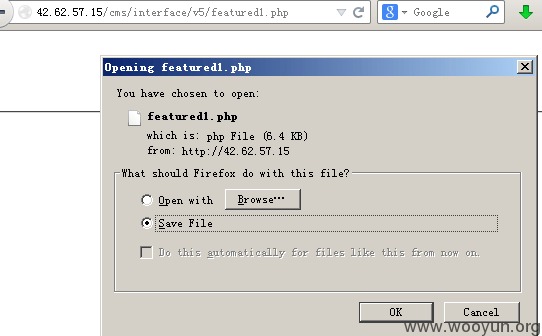 42.62.57.15/cms/interface/v5/featured1.php
Google
Opening featured1.php
You have chosen to open:
featured1.php
which is: php File (6.4 KB)
from: http://42.62.57.15
What should Firefox do with this file?
Open with Browse...
Save File
Do this automatically for files like this from now on.
OK Cancel
www.wooyun.org